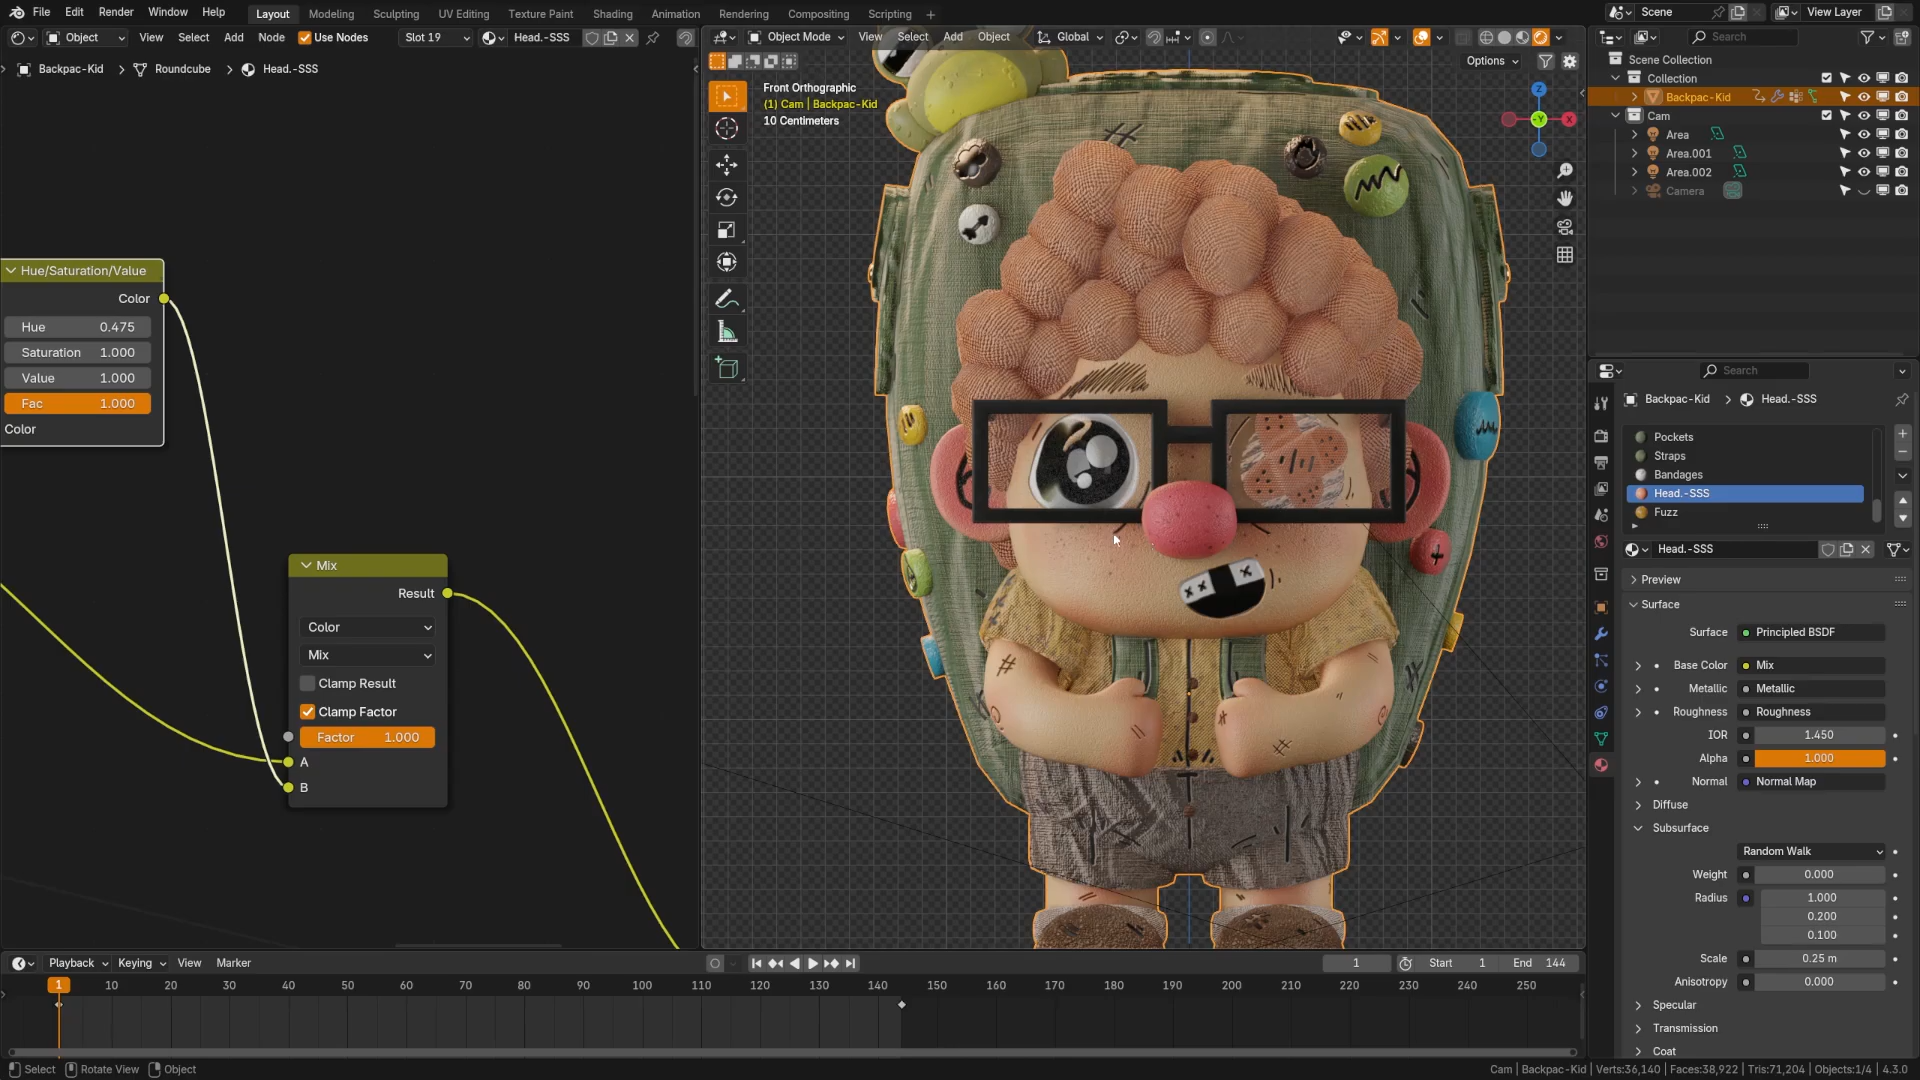 File Edit Render Window Help Layout Modeling Sculpting UV Editing Texture Paint Shading Animation Rendering Compositing Scripting + Scene View Layer
Object View Select Add Node Use Nodes Slot 19 Head.-SSS
Backpac-Kid > Roundcube > Head.-SSS
Hue/Saturation/Value
Color
Hue 0.475
Saturation 1.000
Value 1.000
Fac 1.000
Color
Mix
Result
Color
Mix
Clamp Result
Clamp Factor
Factor 1.000
A
B
Object Mode View Select Add Object Global
Options
Front Orthographic
(1) Cam | Backpac-Kid
10 Centimeters
Z
-Y
X
Search
Scene Collection
Collection
Backpac-Kid
Cam
Area
Area.001
Area.002
Camera
Search
Backpac-Kid > Head.-SSS
Pockets
Straps
Bandages
Head.-SSS
Fuzz
Head.-SSS
Preview
Surface
Surface Principled BSDF
Base Color Mix
Metallic Metallic
Roughness Roughness
IOR 1.450
Alpha 1.000
Normal Normal Map
Diffuse
Subsurface
Random Walk
Weight 0.000
Radius 1.000
0.200
0.100
Scale 0.25 m
Anisotropy 0.000
Specular
Transmission
Coat
Playback Keying View Marker 1 Start 1 End 144
1 10 20 30 40 50 60 70 80 90 100 110 120 130 140 150 160 170 180 190 200 210 220 230 240 250
Select Rotate View Object Cam | Backpac-Kid | Verts:36,140 | Faces:38,922 | Tris:71,204 | Objects:1/4 | 4.3.0